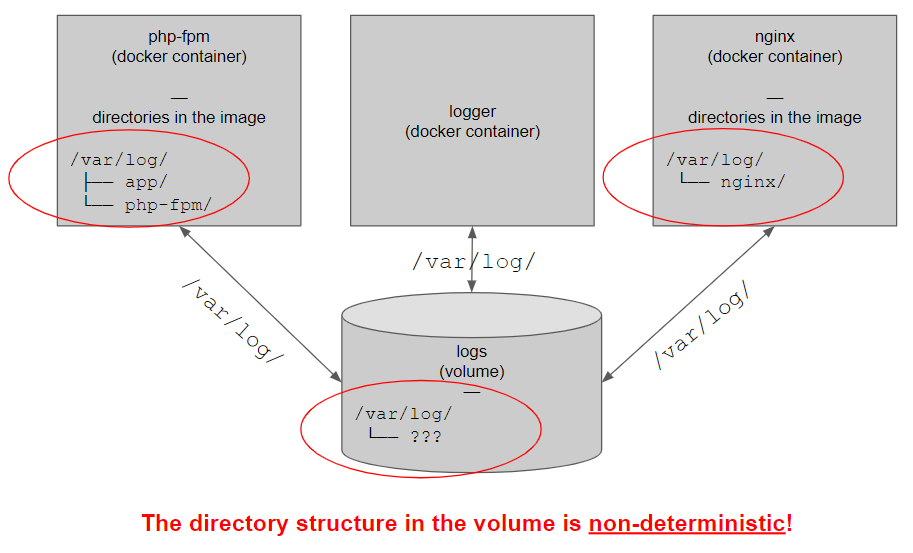 php-fpm
(docker container)
—
directories in the image
/var/log/
├── app/
└── php-fpm/
logger
(docker container)
nginx
(docker container)
—
directories in the image
/var/log/
└── nginx/
/var/log/
/var/log/
/var/log/
logs
(volume)
—
/var/log/
└── ???
The directory structure in the volume is non-deterministic!